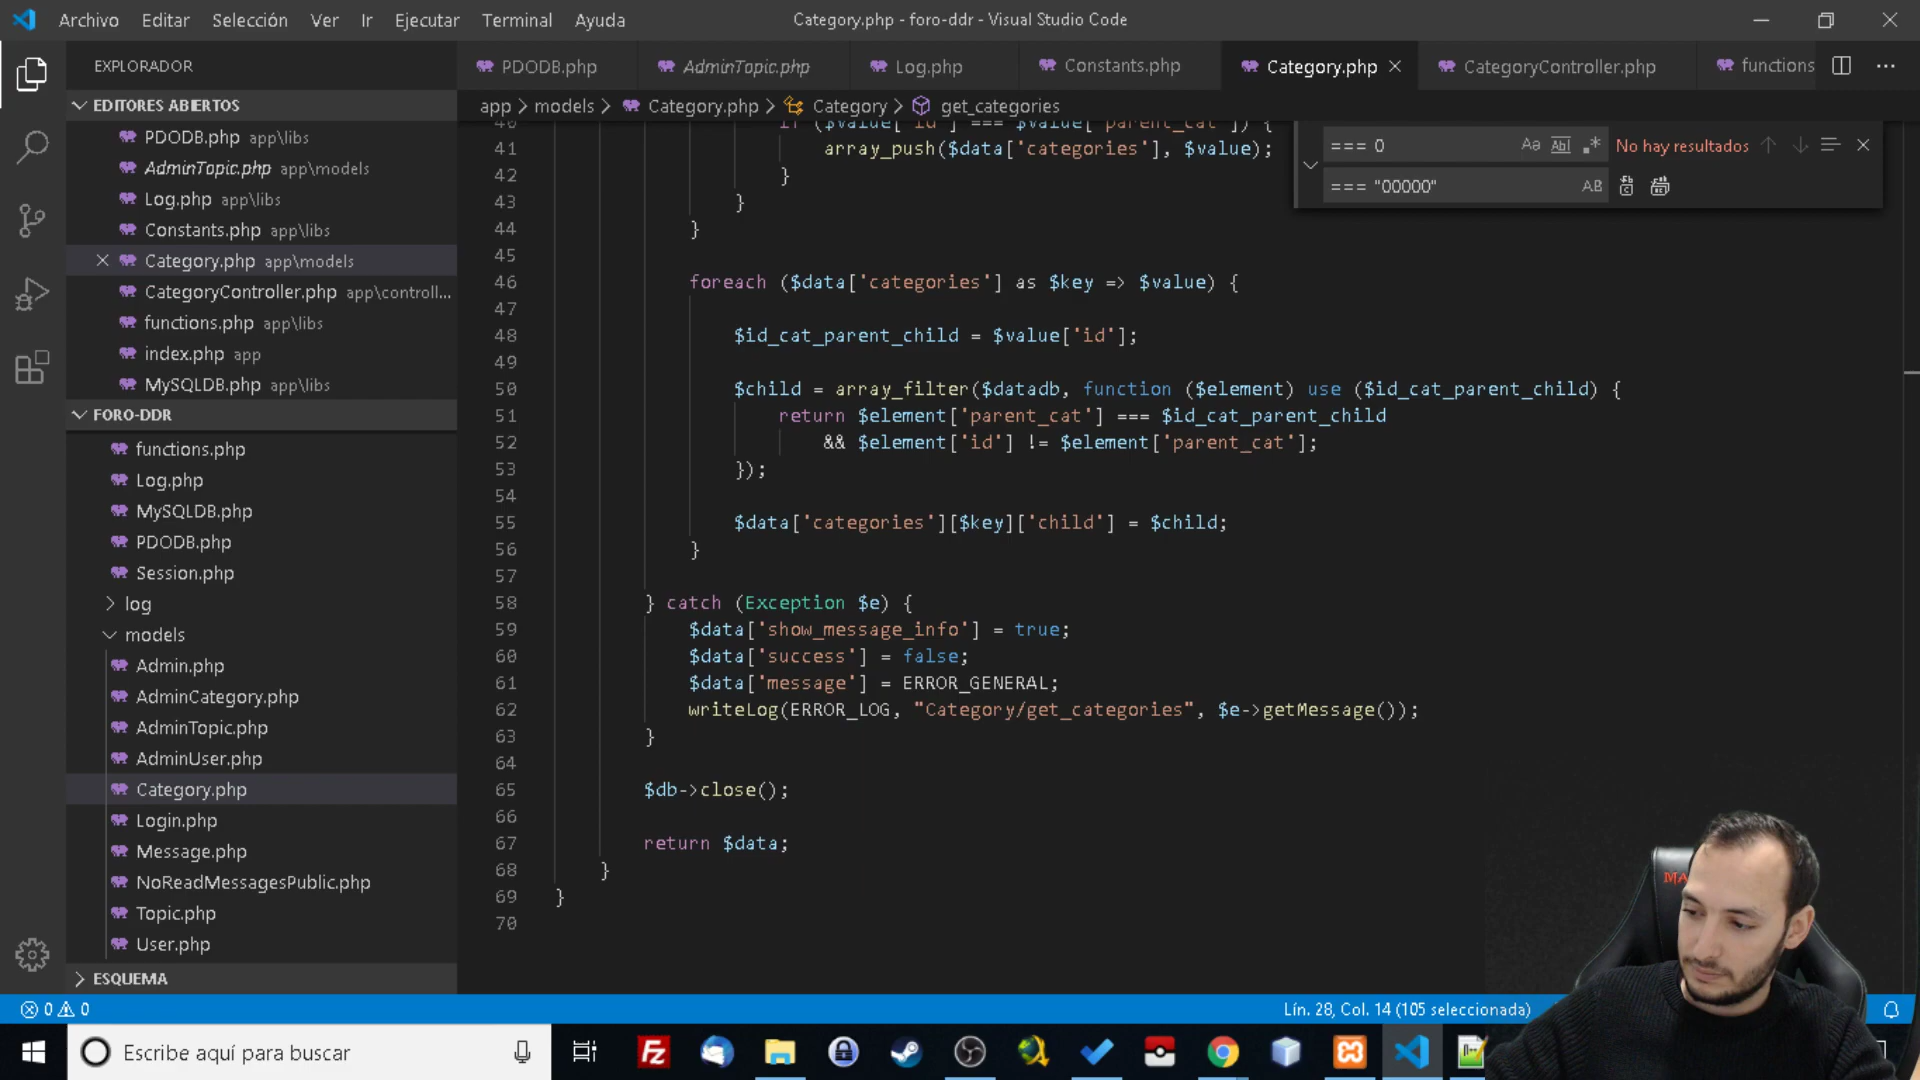 Archivo Editar Selección Ver Ir Ejecutar Terminal Ayuda
Category.php - foro-ddr - Visual Studio Code
EXPLORADOR
PDODB.php AdminTopic.php Log.php Constants.php Category.php CategoryController.php functions
EDITORES ABIERTOS
app > models > Category.php > Category > get_categories
PDODB.php app\libs
AdminTopic.php app\models
Log.php app\libs
Constants.php app\libs
Category.php app\models
CategoryController.php app\controll...
functions.php app\libs
index.php app
MySQLDB.php app\libs
FORO-DDR
functions.php
Log.php
MySQLDB.php
PDODB.php
Session.php
log
models
Admin.php
AdminCategory.php
AdminTopic.php
AdminUser.php
Category.php
Login.php
Message.php
NoReadMessagesPublic.php
Topic.php
User.php
ESQUEMA
=== 0 Aa Abl .* No hay resultados
=== "00000" AB
40 if ($value['id'] === $value['parent_cat']) {
41 array_push($data['categories'], $value);
42 }
43 }
44 }
45
46 foreach ($data['categories'] as $key => $value) {
47
48 $id_cat_parent_child = $value['id'];
49
50 $child = array_filter($datadb, function ($element) use ($id_cat_parent_child) {
51 return $element['parent_cat'] === $id_cat_parent_child
52 && $element['id'] != $element['parent_cat'];
53 });
54
55 $data['categories'][$key]['child'] = $child;
56 }
57
58 } catch (Exception $e) {
59 $data['show_message_info'] = true;
60 $data['success'] = false;
61 $data['message'] = ERROR_GENERAL;
62 writeLog(ERROR_LOG, "Category/get_categories", $e->getMessage());
63 }
64
65 $db->close();
66
67 return $data;
68 }
69 }
70
0 0
Lín. 28, Col. 14 (105 seleccionada)
Escribe aquí para buscar